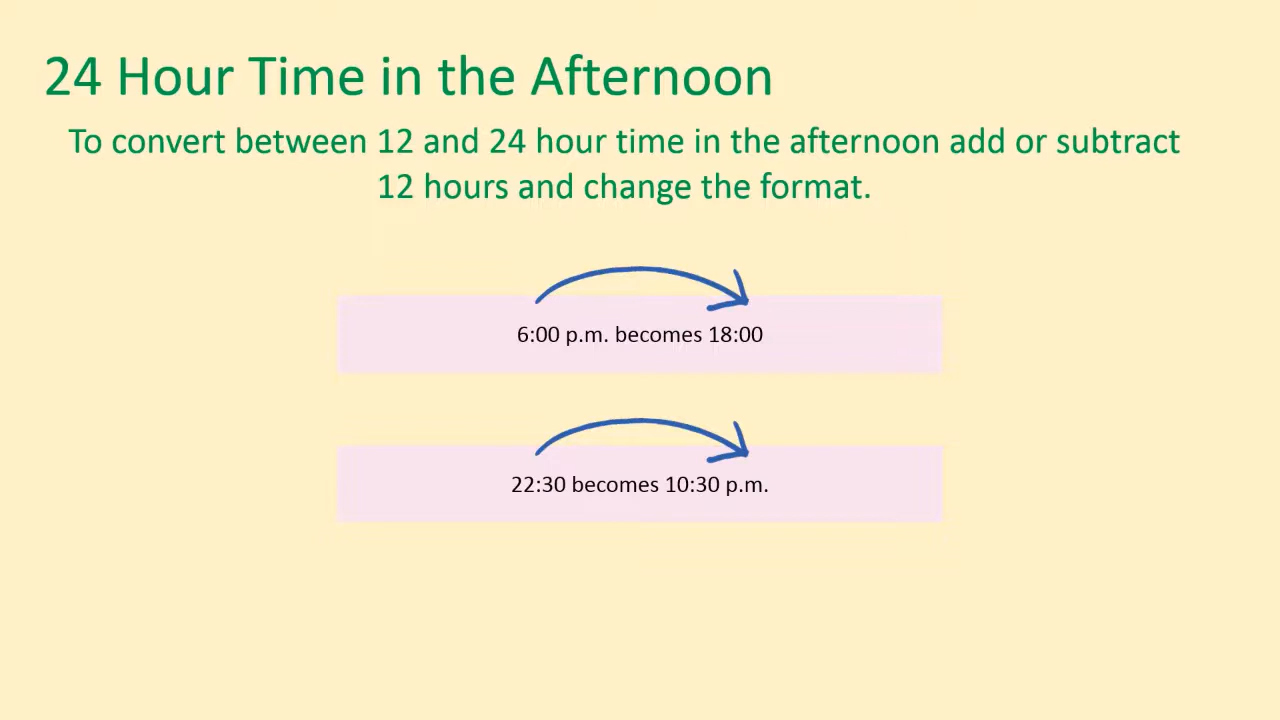 24 Hour Time in the Afternoon
To convert between 12 and 24 hour time in the afternoon add or subtract
12 hours and change the format.
6:00 p.m. becomes 18:00
22:30 becomes 10:30 p.m.